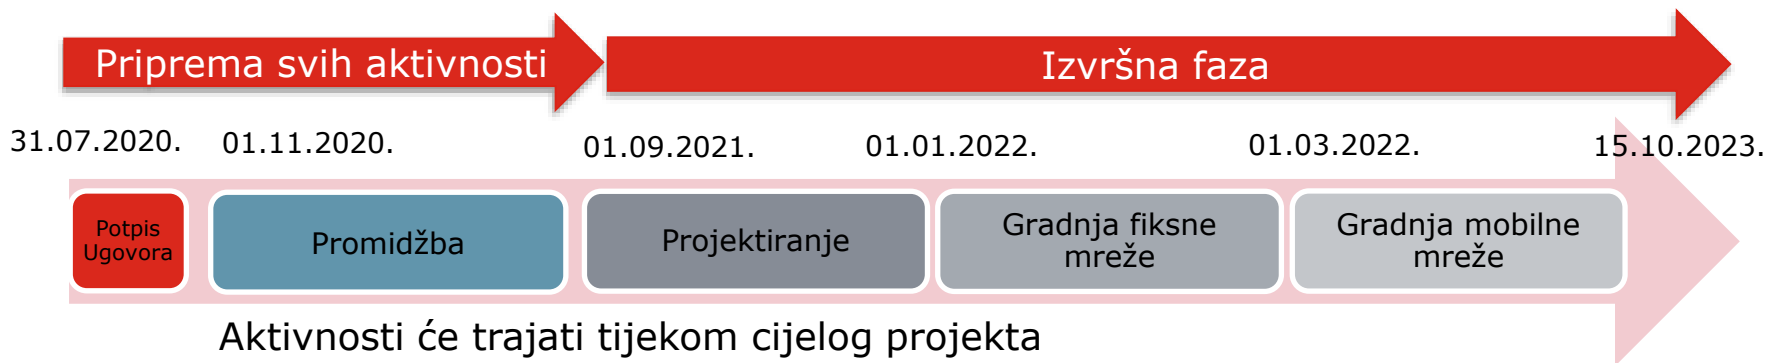 Priprema svih aktivnosti
Izvršna faza
31.07.2020.
01.11.2020.
01.09.2021.
01.01.2022.
01.03.2022.
15.10.2023.
Potpis
Ugovora
Promidžba
Projektiranje
Gradnja fiksne
mreže
Gradnja mobilne
mreže
Aktivnosti će trajati tijekom cijelog projekta